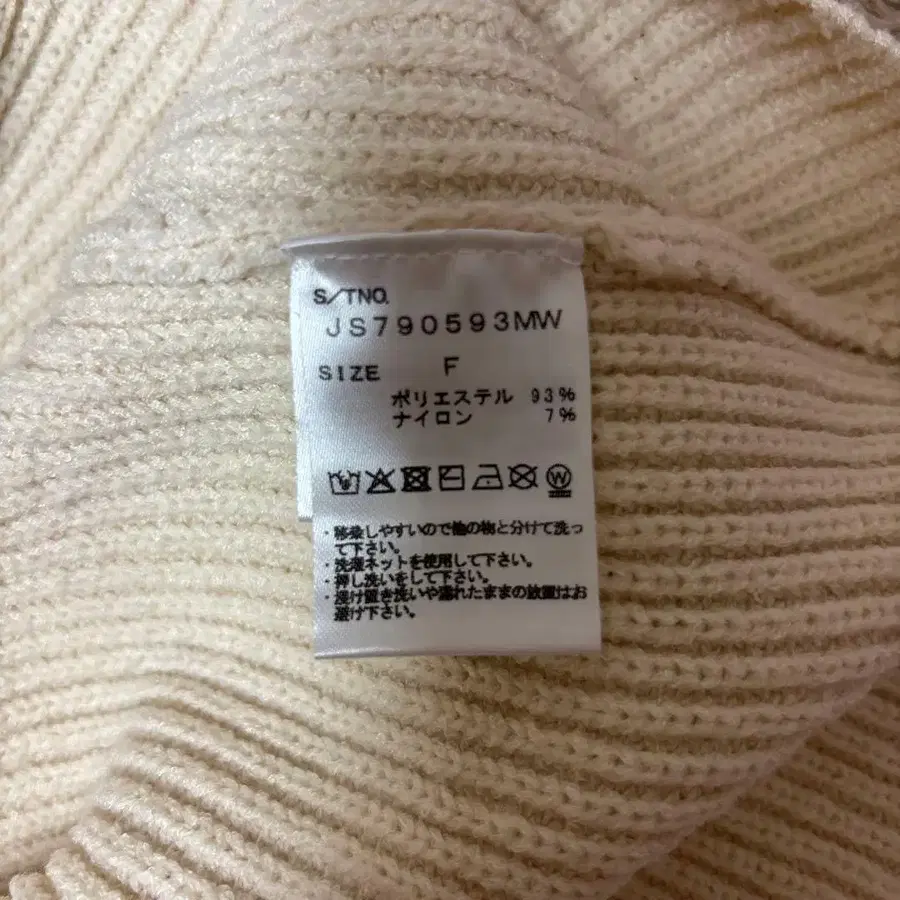 S/TNO.
JS790593MW
SIZE F
ポリエステル 93%
ナイロン 7%
W
・移染しやすいので他の物と分けて洗っ
て下さい。
・洗濯ネットを使用して下さい。
・押し洗いをして下さい。
・浸け置き洗いや濡れたままの放置はお
避け下さい。